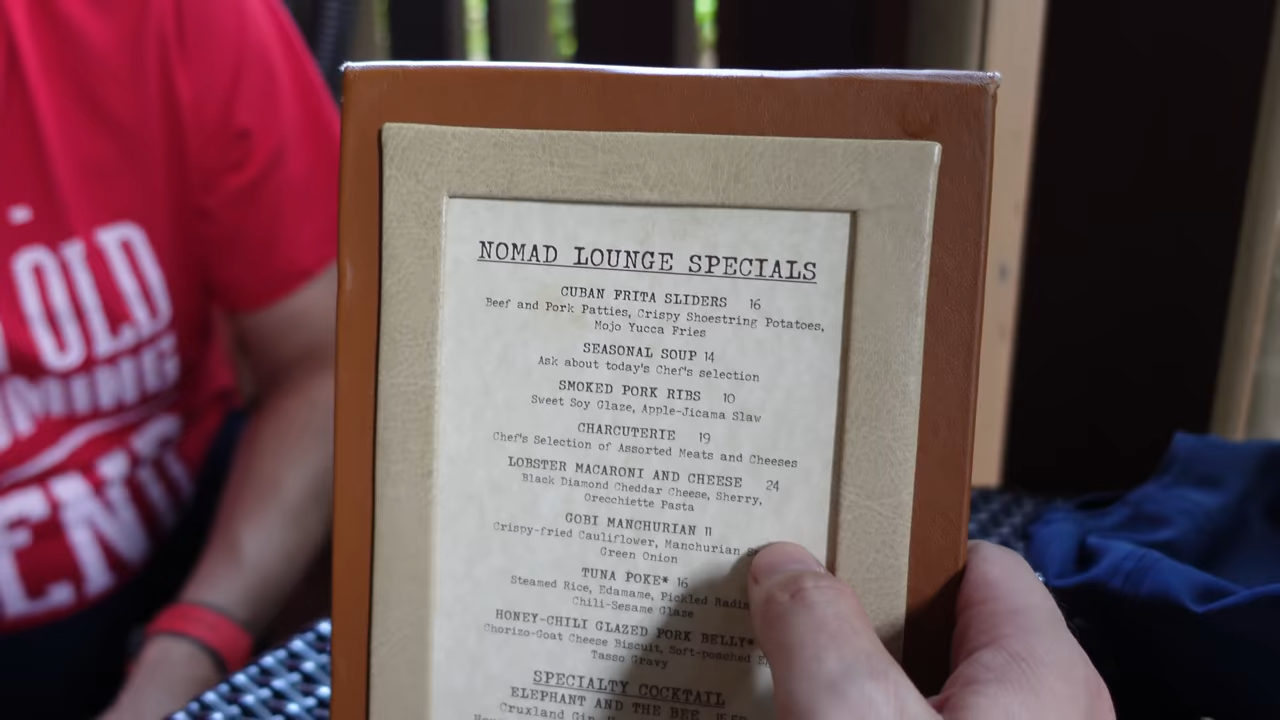 OLD
NOMAD LOUNGE SPECIALS
CUBAN FRITA SLIDERS 16
Beef and Pork Patties, Crispy Shoestring Potatoes,
Mojo Yucca Fries
SEASONAL SOUP 14
Ask about today's Chef's selection
SMOKED PORK RIBS 10
Sweet Soy Glaze, Apple-Jicama Slaw
CHARCUTERIE 19
Chef's Selection of Assorted Meats and Cheeses
LOBSTER MACARONI AND CHEESE 24
Black Diamond Cheddar Cheese, Sherry,
Orecchiette Pasta
GOBI MANCHURIAN 11
Crispy-fried Cauliflower, Manchurian
Green Onion
TUNA POKE* 16
Steamed Rice, Edamame, Pickled
Chili-Sesame Glaze
HONEY-CHILI GLAZED PORK BELLY*
Chorizo-Goat Cheese Biscuit, Soft-poached
Tasso Gravy
SPECIALTY COCKTAIL
ELEPHANT AND THE BEE
Cruxland Gin,